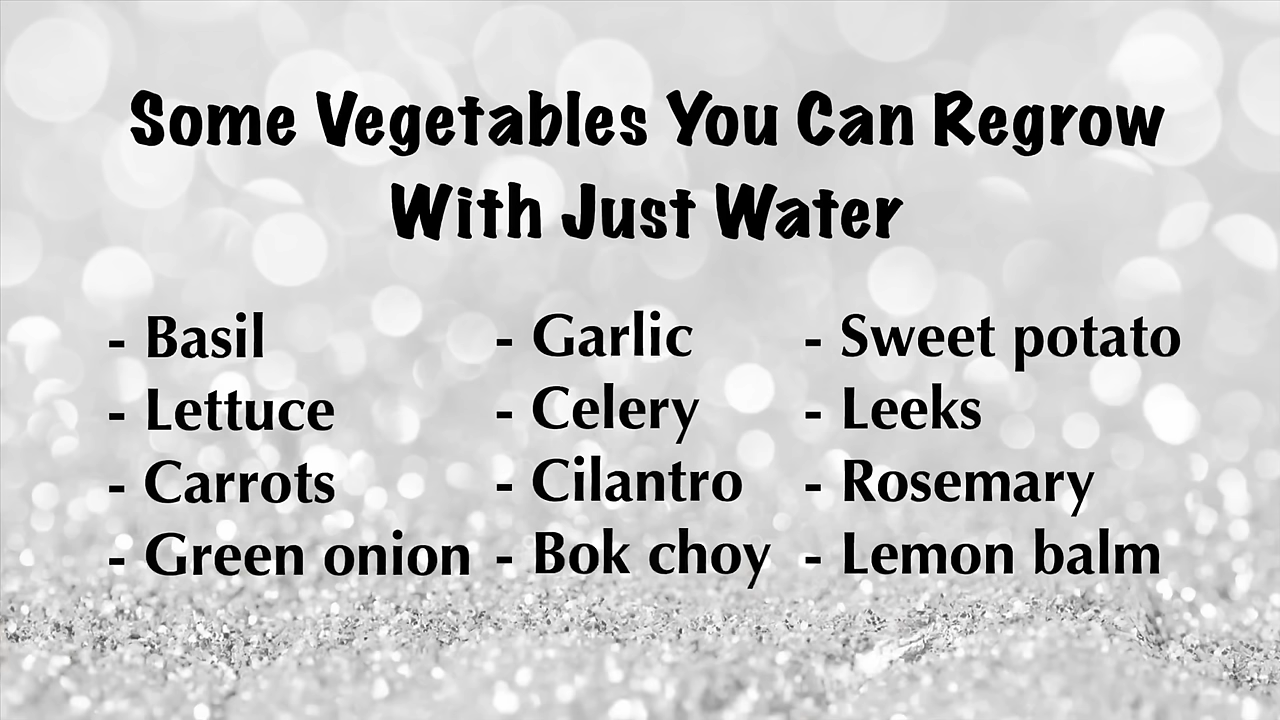 Some Vegetables You Can Regrow
With Just Water
- Basil
- Lettuce
- Carrots
- Green onion
- Garlic
- Celery
- Cilantro
- Bok choy
- Sweet potato
- Leeks
- Rosemary
- Lemon balm